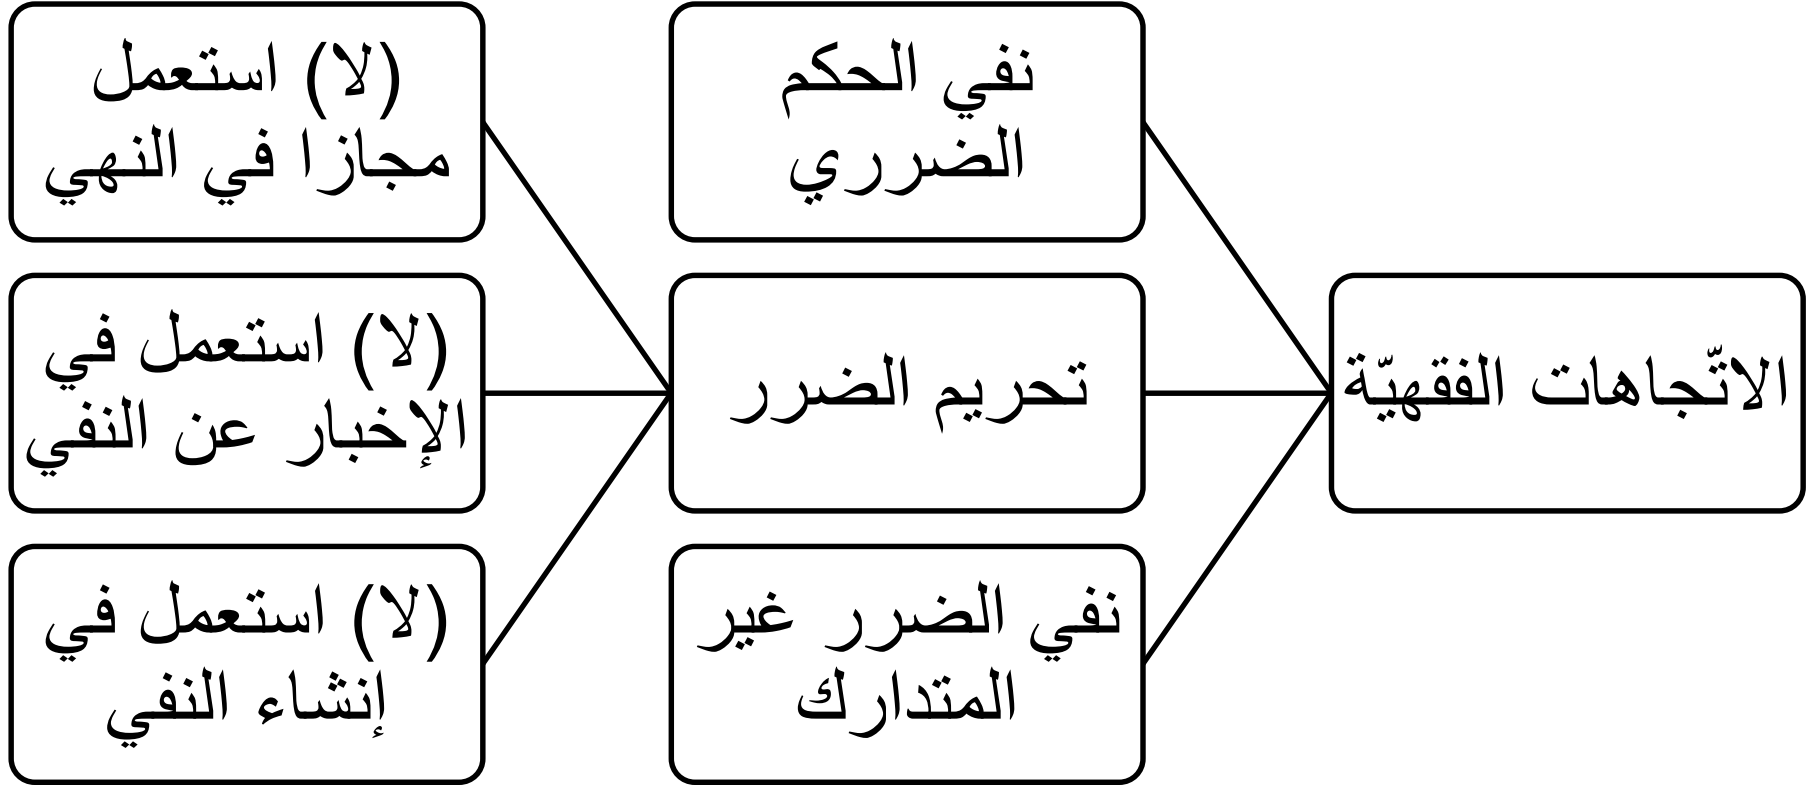 الاتّجاهات الفقهيّة
نفي الحكم
الضرري
تحريم الضرر
نفي الضرر غير
المتدارك
(لا) استعمل
مجازا في النهي
(لا) استعمل في
الإخبار عن النفي
(لا) استعمل في
إنشاء النفي